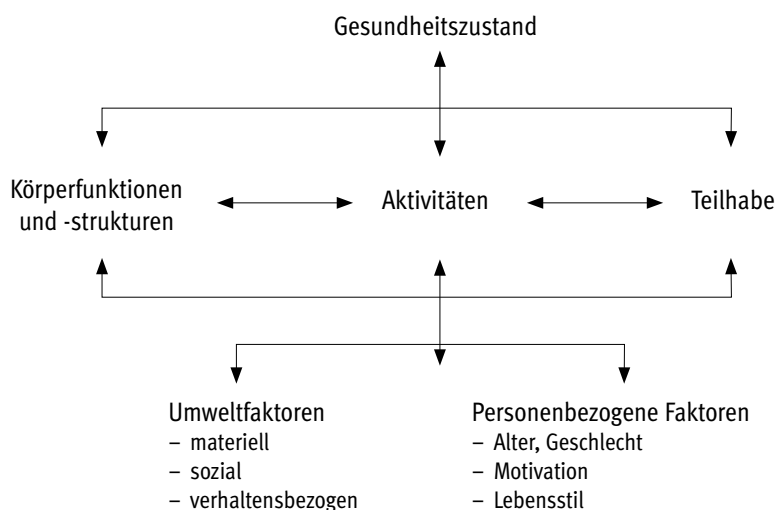 Gesundheitszustand
Körperfunktionen
und -strukturen
Aktivitäten
Teilhabe
Umweltfaktoren
– materiell
– sozial
– verhaltensbezogen
Personenbezogene Faktoren
– Alter, Geschlecht
– Motivation
– Lebensstil